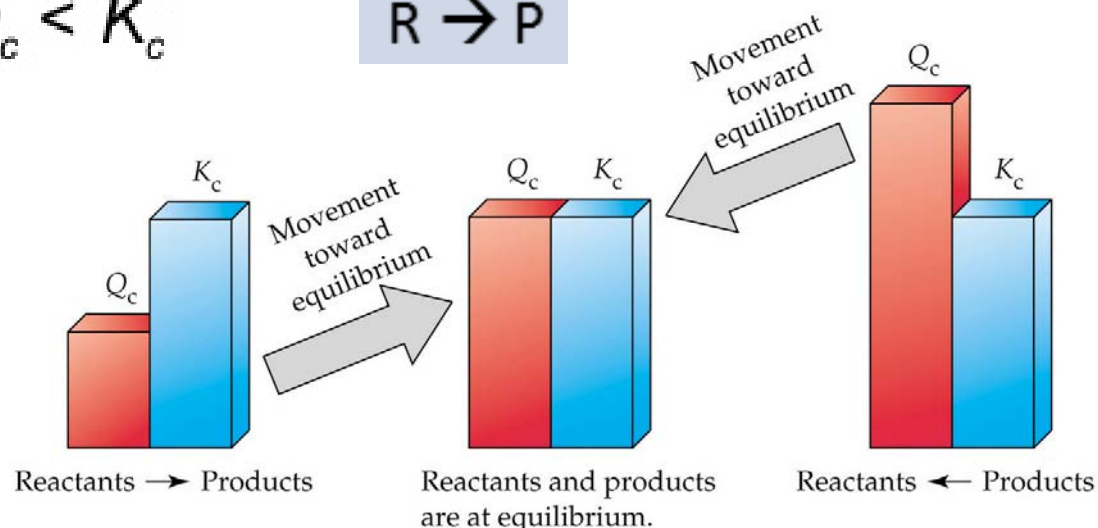 c < Kc
R → P
Movement
toward
equilibrium
Qc
Kc
Movement
toward
equilibrium
Qc
Kc
Qc
Kc
Reactants → Products
Reactants and products
are at equilibrium.
Reactants ← Products